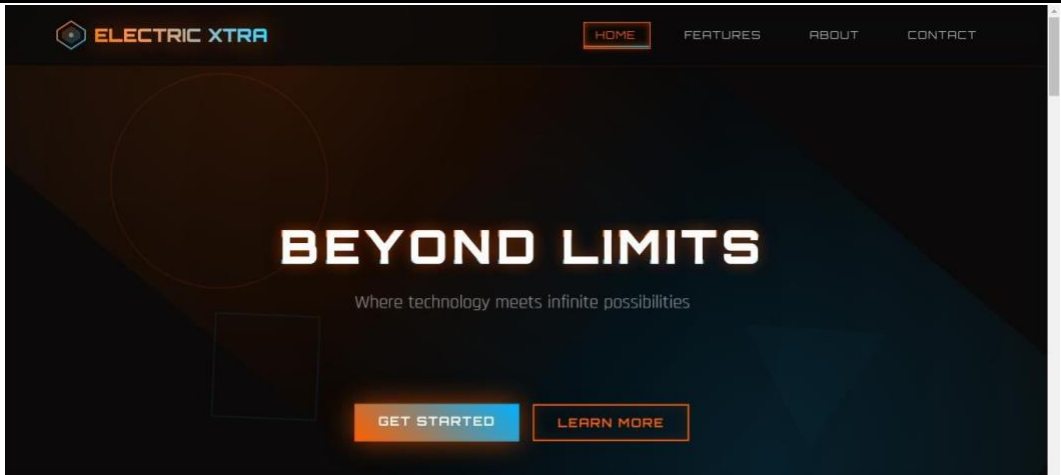 ELECTRIC XTRA
HOME
FEATURES
ABOUT
CONTACT
BEYOND LIMITS
Where technology meets infinite possibilities
GET STARTED
LEARN MORE